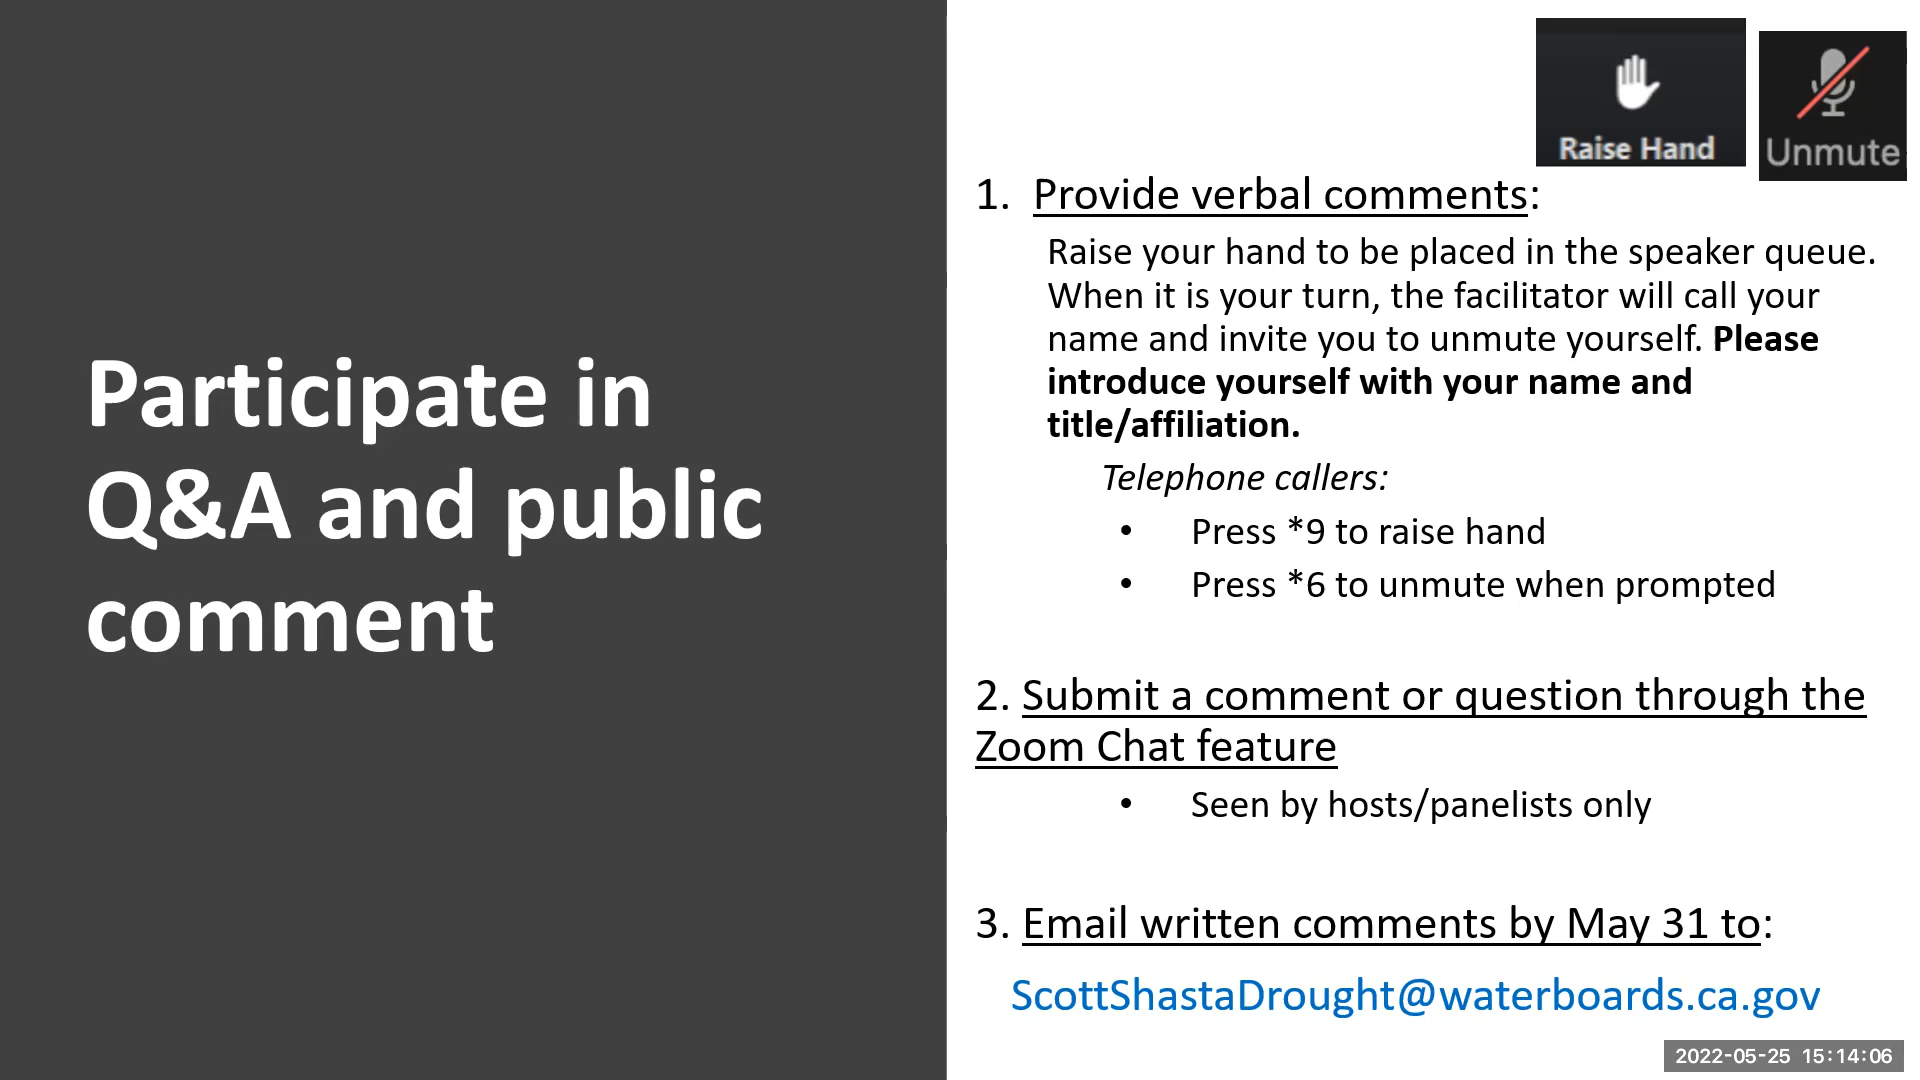 Participate in
Q&A and public
comment
Raise Hand
Unmute
1. Provide verbal comments:
Raise your hand to be placed in the speaker queue.
When it is your turn, the facilitator will call your
name and invite you to unmute yourself. Please
introduce yourself with your name and
title/affiliation.
Telephone callers:
• Press *9 to raise hand
• Press *6 to unmute when prompted
2. Submit a comment or question through the
Zoom Chat feature
• Seen by hosts/panelists only
3. Email written comments by May 31 to:
ScottShastaDrought@waterboards.ca.gov
2022-05-25 15:14:06